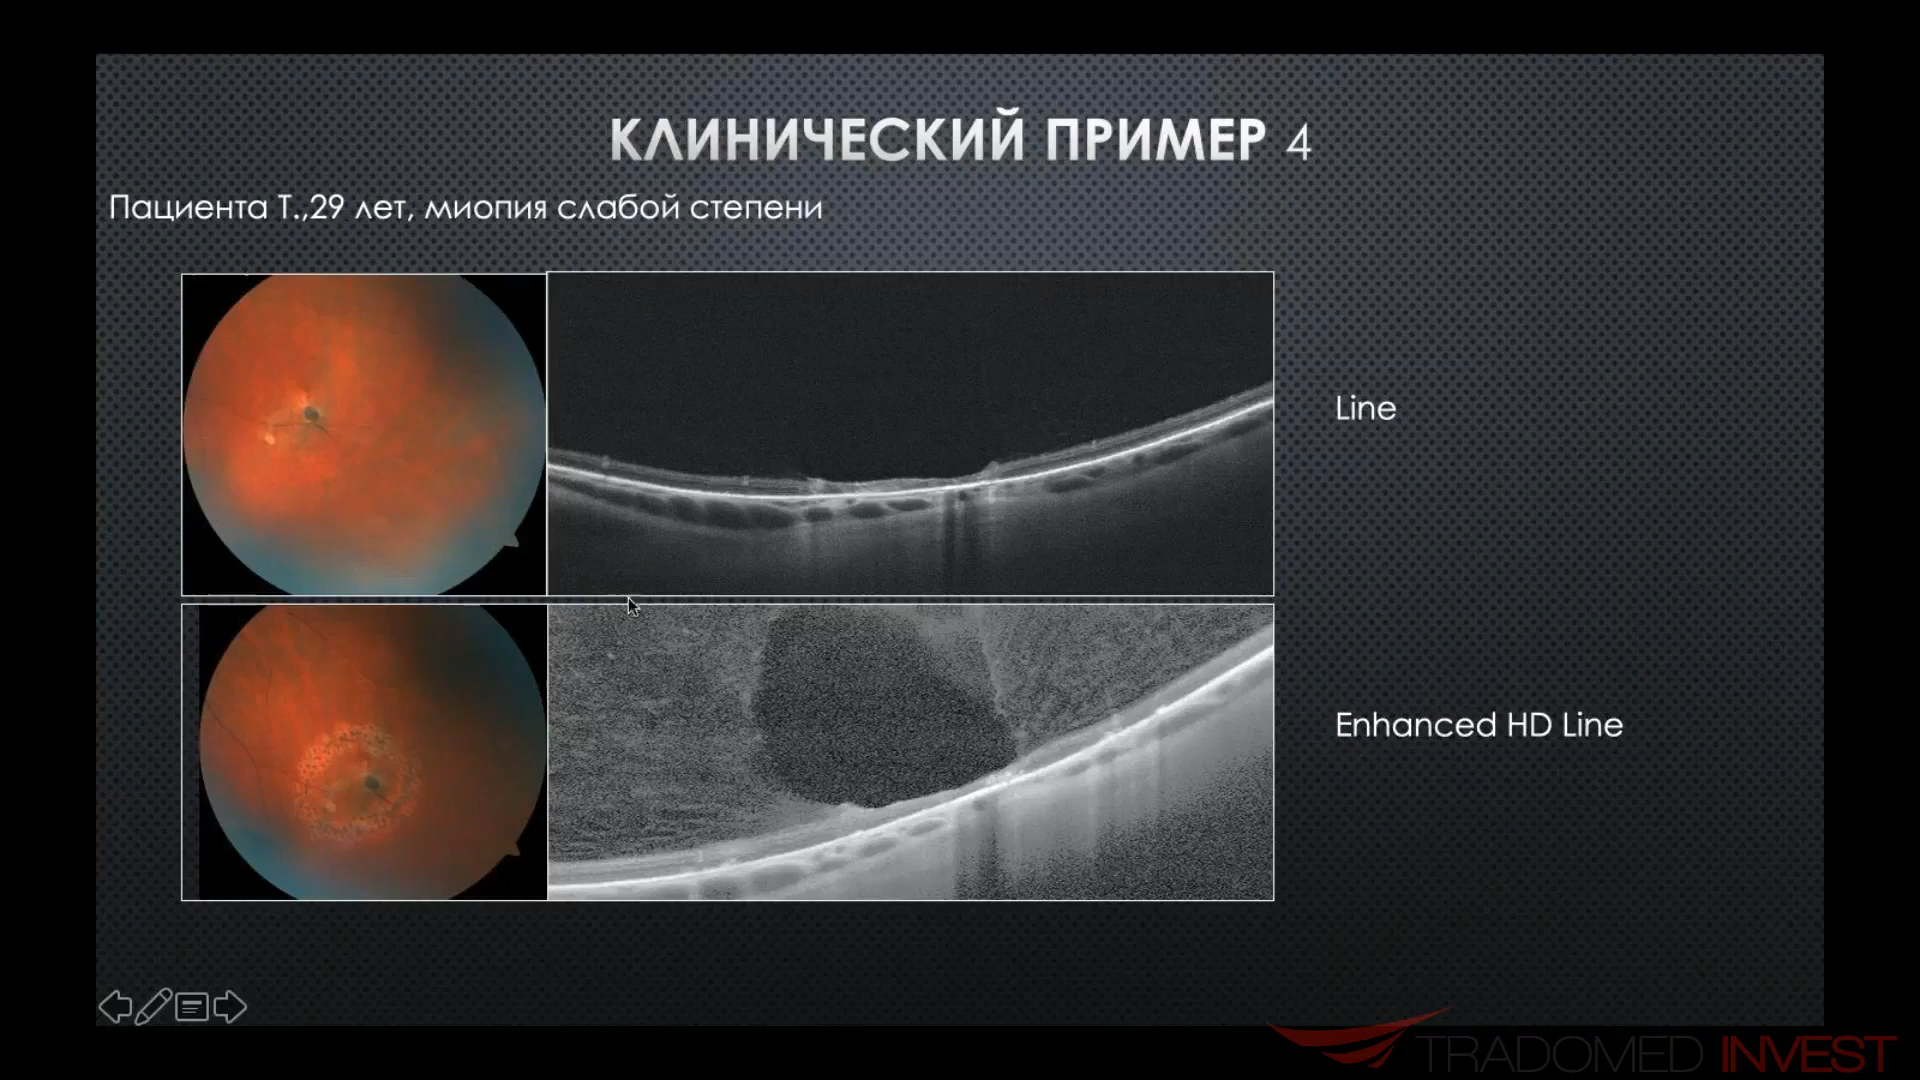 КЛИНИЧЕСКИЙ ПРИМЕР 4
Пациента Т.,29 лет, миопия слабой степени
Line
Enhanced HD Line
TRADOMED INVEST